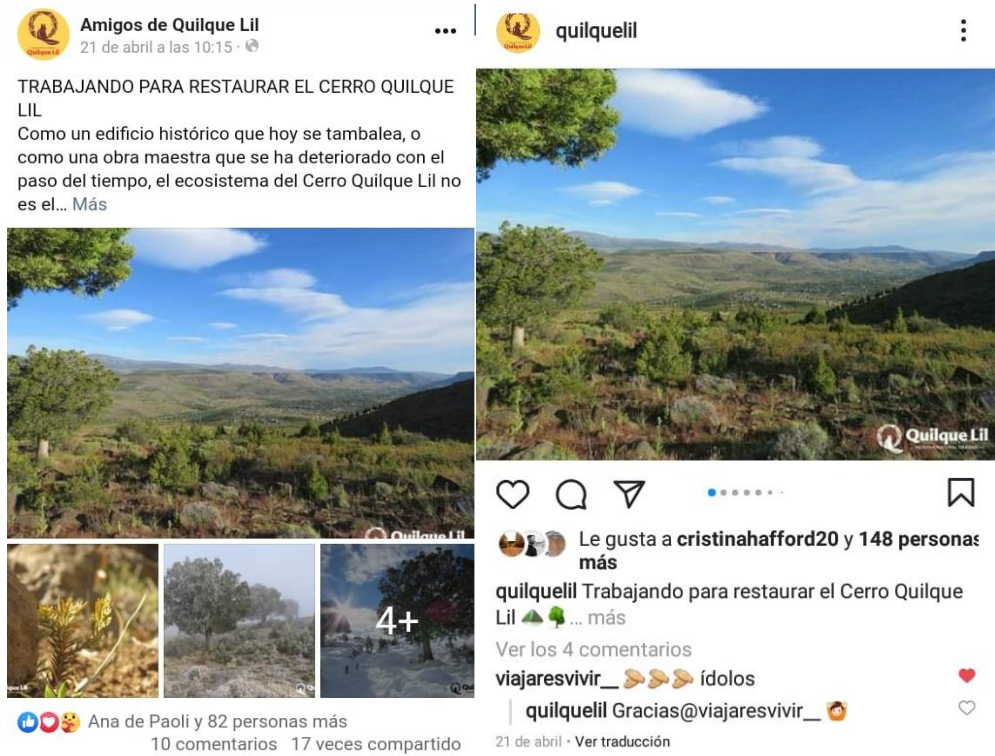 Amigos de Quilque Lil
21 de abril a las 10:15 ·
TRABAJANDO PARA RESTAURAR EL CERRO QUILQUE
LIL
Como un edificio histórico que hoy se tambalea, o
como una obra maestra que se ha deteriorado con el
paso del tiempo, el ecosistema del Cerro Quilque Lil no
es el... Más
Quilque Lil
4+
Ana de Paoli y 82 personas más
10 comentarios 17 veces compartido
quilquelil
Quilque Lil
Le gusta a cristinahafford20 y 148 personas
más
quilquelil Trabajando para restaurar el Cerro Quilque
Lil ... más
Ver los 4 comentarios
viajaresvivir__ ídolos
quilquelil Gracias@viajaresvivir__
21 de abril · Ver traducción